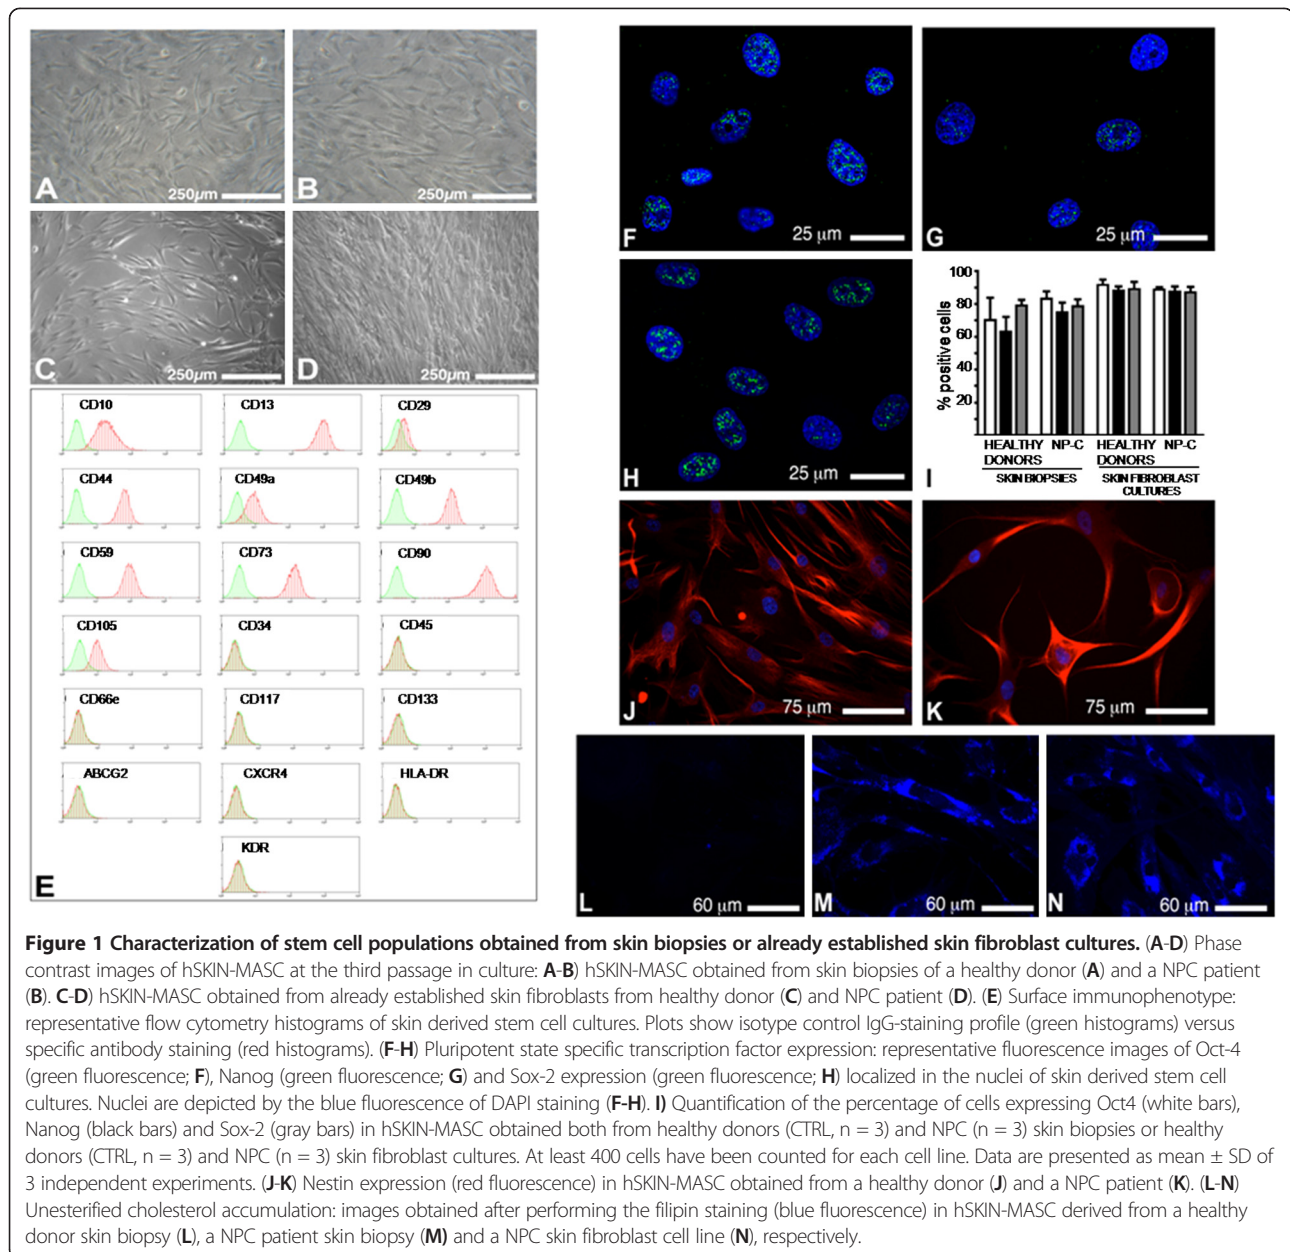 A
250µm
B
250µm
C
250µm
D
250µm
CD10
CD13
CD29
CD44
CD49a
CD49b
CD59
CD73
CD90
CD105
CD34
CD45
CD66e
CD117
CD133
ABCG2
CXCR4
HLA-DR
KDR
E
F
25 µm
G
25 µm
H
25 µm
% positive cells
100
80
60
40
20
HEALTHY DONORS
NP-C
HEALTHY DONORS
NP-C
SKIN BIOPSIES
SKIN FIBROBLAST CULTURES
I
J
75 µm
K
75 µm
L
60 µm
M
60 µm
N
60 µm
Figure 1 Characterization of stem cell populations obtained from skin biopsies or already established skin fibroblast cultures. (A-D) Phase
contrast images of hSKIN-MASC at the third passage in culture: A-B) hSKIN-MASC obtained from skin biopsies of a healthy donor (A) and a NPC patient
(B). C-D) hSKIN-MASC obtained from already established skin fibroblasts from healthy donor (C) and NPC patient (D). (E) Surface immunophenotype:
representative flow cytometry histograms of skin derived stem cell cultures. Plots show isotype control IgG-staining profile (green histograms) versus
specific antibody staining (red histograms). (F-H) Pluripotent state specific transcription factor expression: representative fluorescence images of Oct-4
(green fluorescence; F), Nanog (green fluorescence; G) and Sox-2 expression (green fluorescence; H) localized in the nuclei of skin derived stem cell
cultures. Nuclei are depicted by the blue fluorescence of DAPI staining (F-H). I) Quantification of the percentage of cells expressing Oct4 (white bars),
Nanog (black bars) and Sox-2 (gray bars) in hSKIN-MASC obtained both from healthy donors (CTRL, n = 3) and NPC (n = 3) skin biopsies or healthy
donors (CTRL, n = 3) and NPC (n = 3) skin fibroblast cultures. At least 400 cells have been counted for each cell line. Data are presented as mean ± SD of
3 independent experiments. (J-K) Nestin expression (red fluorescence) in hSKIN-MASC obtained from a healthy donor (J) and a NPC patient (K). (L-N)
Unesterified cholesterol accumulation: images obtained after performing the filipin staining (blue fluorescence) in hSKIN-MASC derived from a healthy
donor skin biopsy (L), a NPC patient skin biopsy (M) and a NPC skin fibroblast cell line (N), respectively.